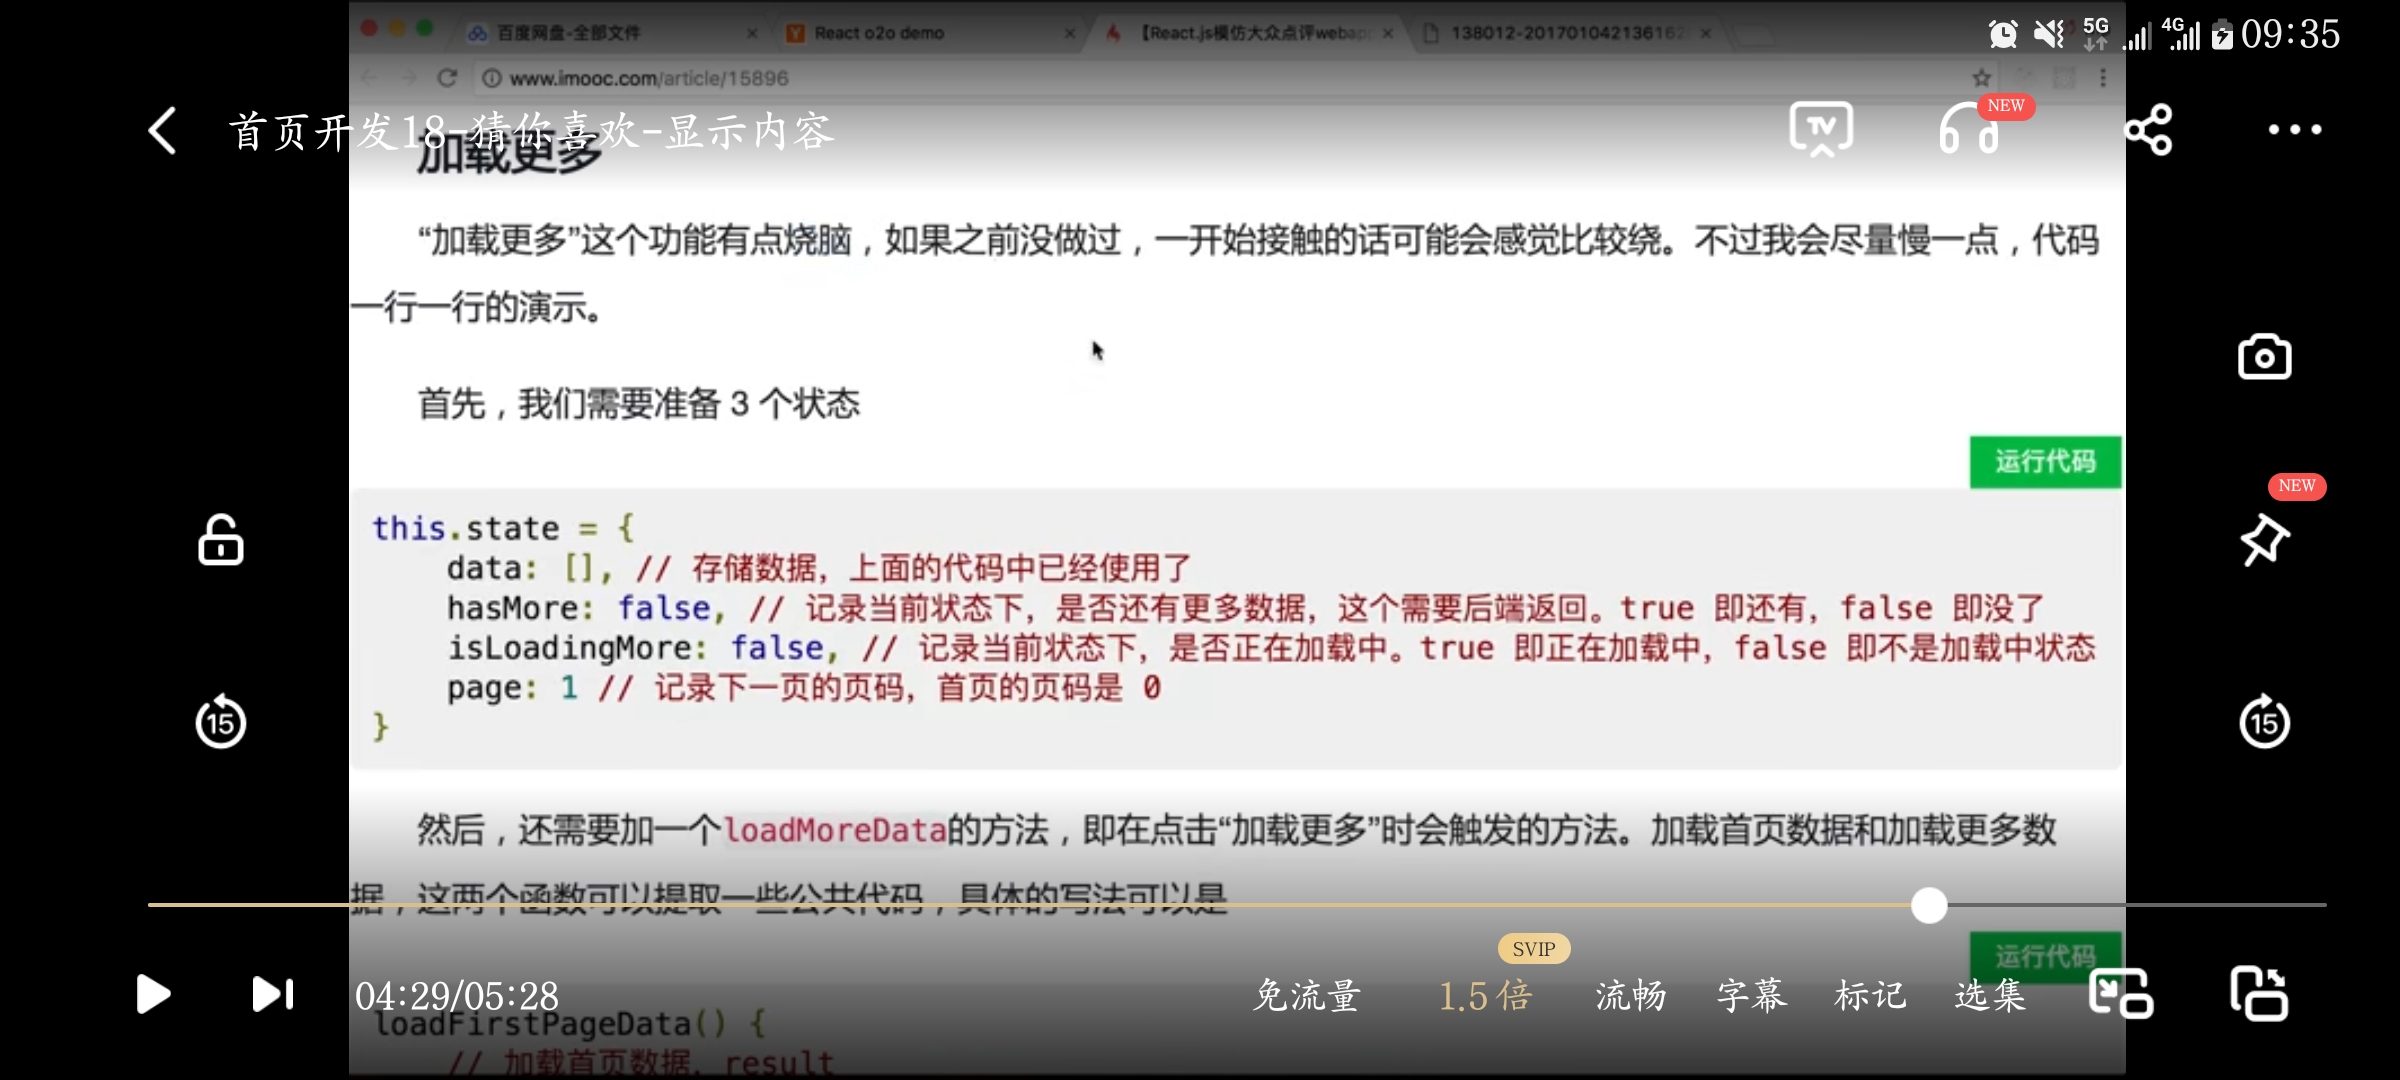 百度网盘-全部文件
React o2o demo
【React.js模仿大众点评webap
138012-201701042136162
5G
4G
09:35
www.imooc.com/article/15896
首页开发18-猜你喜欢-显示内容
TV
NEW
加载更多
“加载更多”这个功能有点烧脑，如果之前没做过，一开始接触的话可能会感觉比较绕。不过我会尽量慢一点，代码
一行一行的演示。
首先，我们需要准备 3 个状态
运行代码
NEW
this.state = {
data: [], // 存储数据，上面的代码中已经使用了
hasMore: false, // 记录当前状态下，是否还有更多数据，这个需要后端返回。true 即还有，false 即没了
isLoadingMore: false, // 记录当前状态下，是否正在加载中。true 即正在加载中，false 即不是加载中状态
page: 1 // 记录下一页的页码，首页的页码是 0
}
15
15
然后，还需要加一个loadMoreData的方法，即在点击“加载更多”时会触发的方法。加载首页数据和加载更多数
据，这两个函数可以提取一些公共代码，具体的写法可以是
SVIP
运行代码
04:29/05:28
免流量
1.5倍
流畅
字幕
标记
选集
loadFirstPageData() {
// 加载首页数据，result